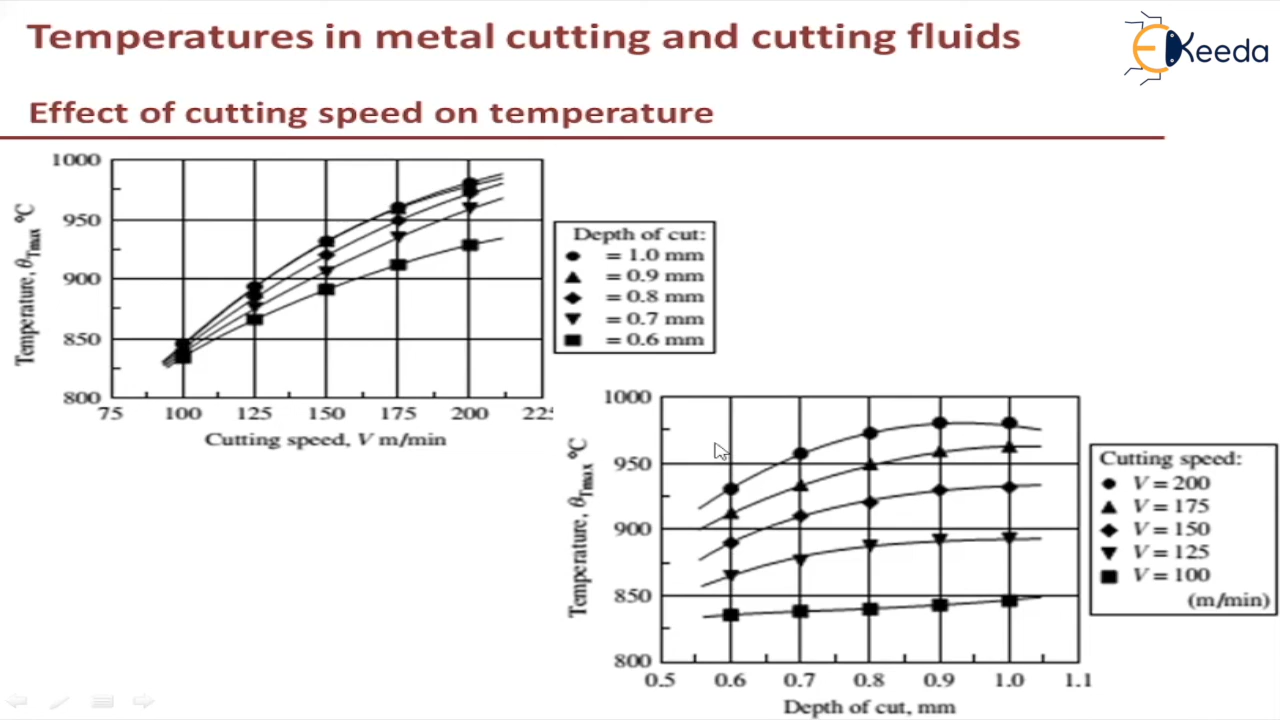 Temperatures in metal cutting and cutting fluids
EKeeda
Effect of cutting speed on temperature
1000
950
900
850
800
Temperature, θTmax °C
75 100 125 150 175 200 225
Cutting speed, V m/min
Depth of cut:
= 1.0 mm
= 0.9 mm
= 0.8 mm
= 0.7 mm
= 0.6 mm
1000
950
900
850
800
Temperature, θTmax °C
0.5 0.6 0.7 0.8 0.9 1.0 1.1
Depth of cut, mm
Cutting speed:
V = 200
V = 175
V = 150
V = 125
V = 100
(m/min)